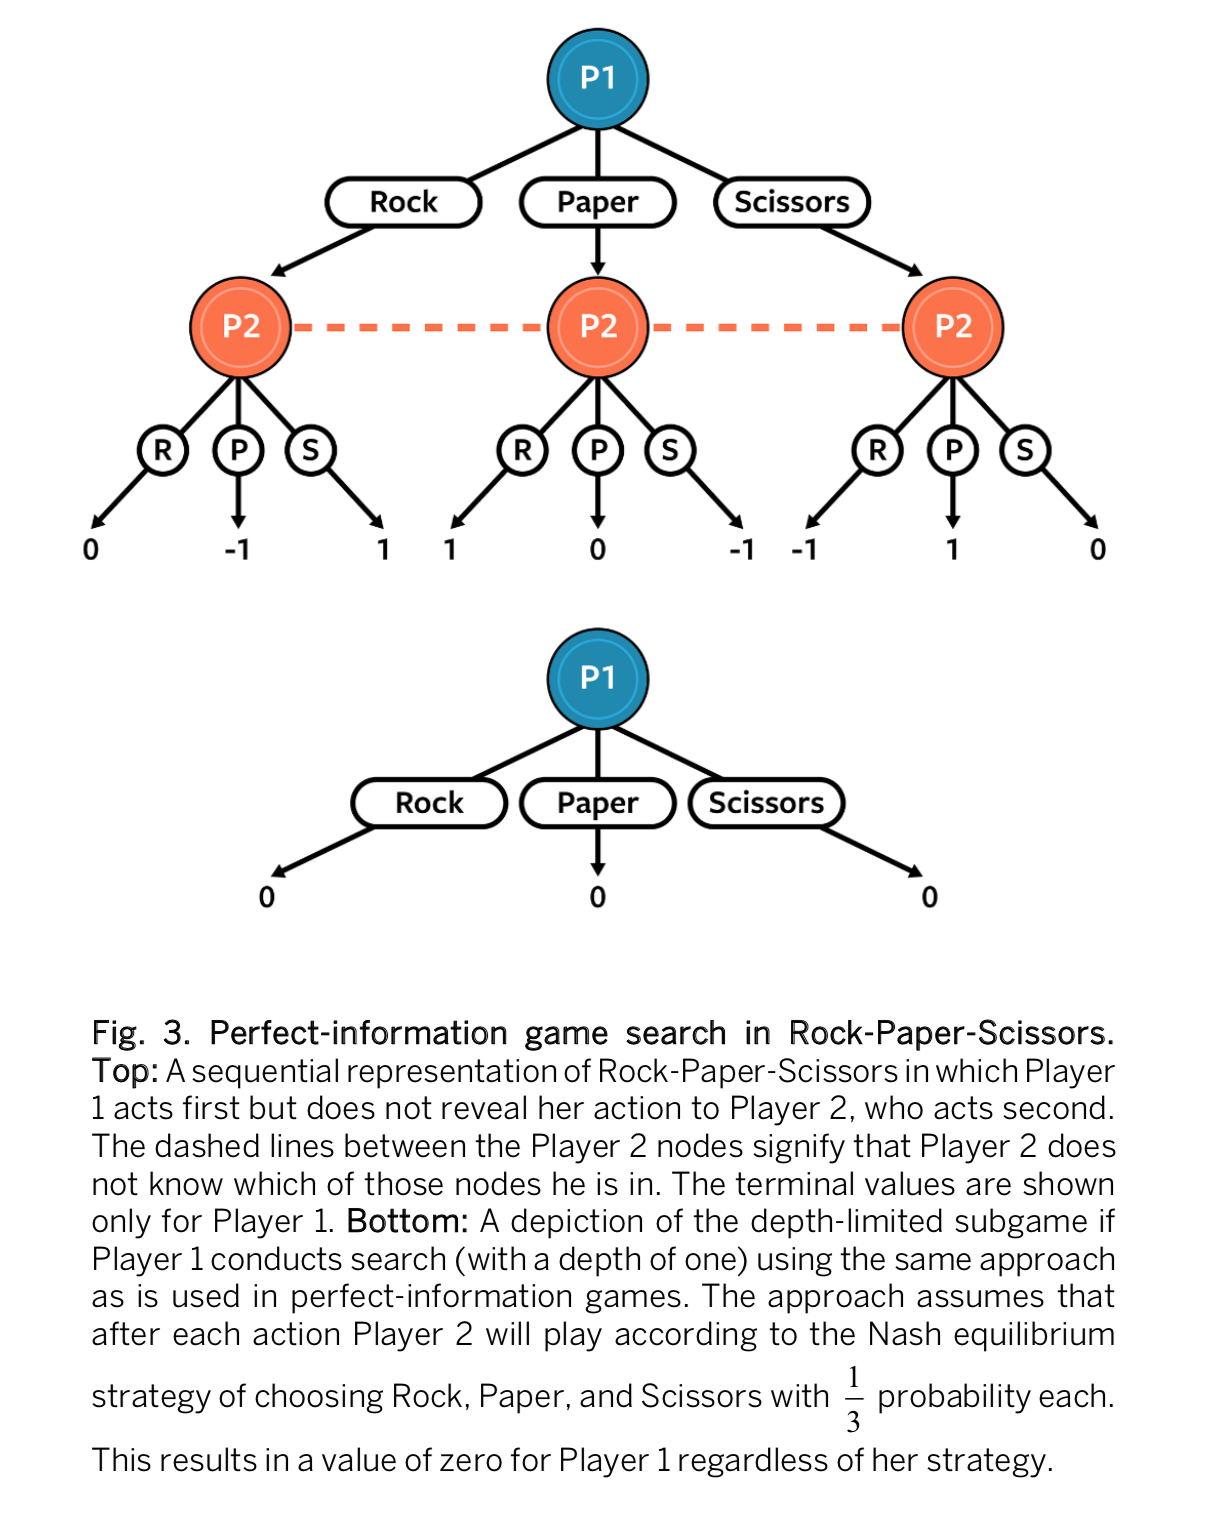 P1
Rock Paper Scissors
P2 P2 P2
R P S R P S R P S
0 -1 1 1 0 -1 -1 1 0
P1
Rock Paper Scissors
0 0 0
Fig. 3. Perfect-information game search in Rock-Paper-Scissors.
Top: A sequential representation of Rock-Paper-Scissors in which Player
1 acts first but does not reveal her action to Player 2, who acts second.
The dashed lines between the Player 2 nodes signify that Player 2 does
not know which of those nodes he is in. The terminal values are shown
only for Player 1. Bottom: A depiction of the depth-limited subgame if
Player 1 conducts search (with a depth of one) using the same approach
as is used in perfect-information games. The approach assumes that
after each action Player 2 will play according to the Nash equilibrium
strategy of choosing Rock, Paper, and Scissors with 1/3 probability each.
This results in a value of zero for Player 1 regardless of her strategy.